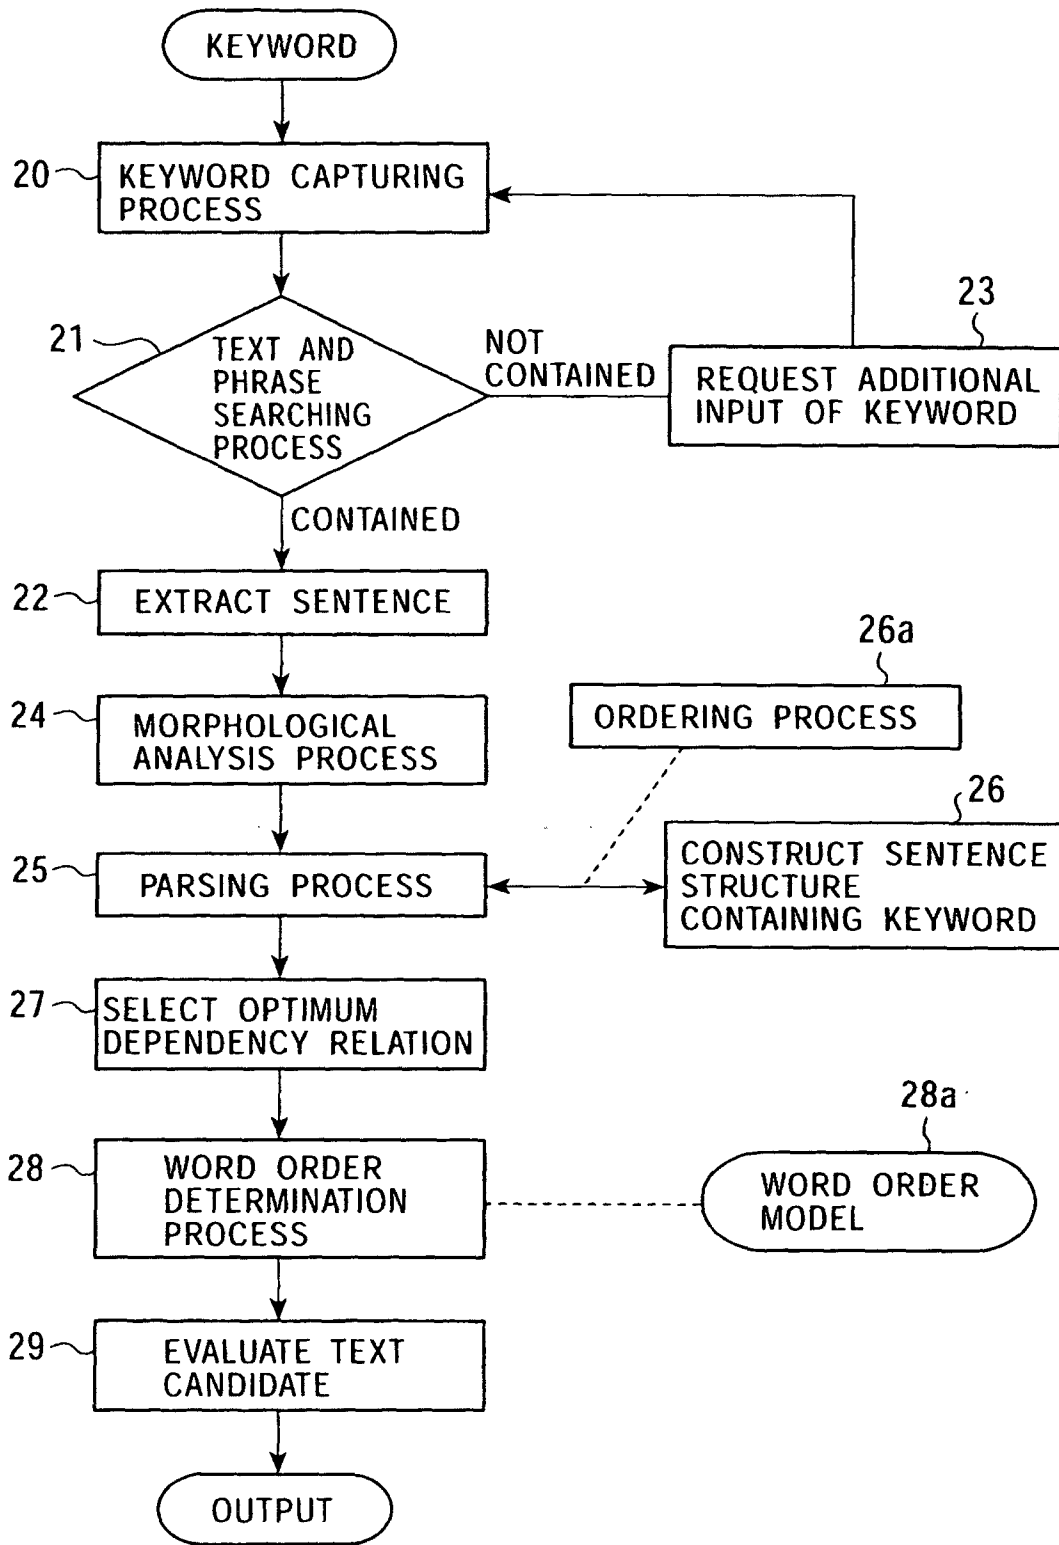 KEYWORD
20
KEYWORD CAPTURING
PROCESS
21
TEXT AND
PHRASE
SEARCHING
PROCESS
NOT
CONTAINED
23
REQUEST ADDITIONAL
INPUT OF KEYWORD
CONTAINED
22
EXTRACT SENTENCE
24
MORPHOLOGICAL
ANALYSIS PROCESS
26a
ORDERING PROCESS
25
PARSING PROCESS
26
CONSTRUCT SENTENCE
STRUCTURE
CONTAINING KEYWORD
27
SELECT OPTIMUM
DEPENDENCY RELATION
28
WORD ORDER
DETERMINATION
PROCESS
28a
WORD ORDER
MODEL
29
EVALUATE TEXT
CANDIDATE
OUTPUT